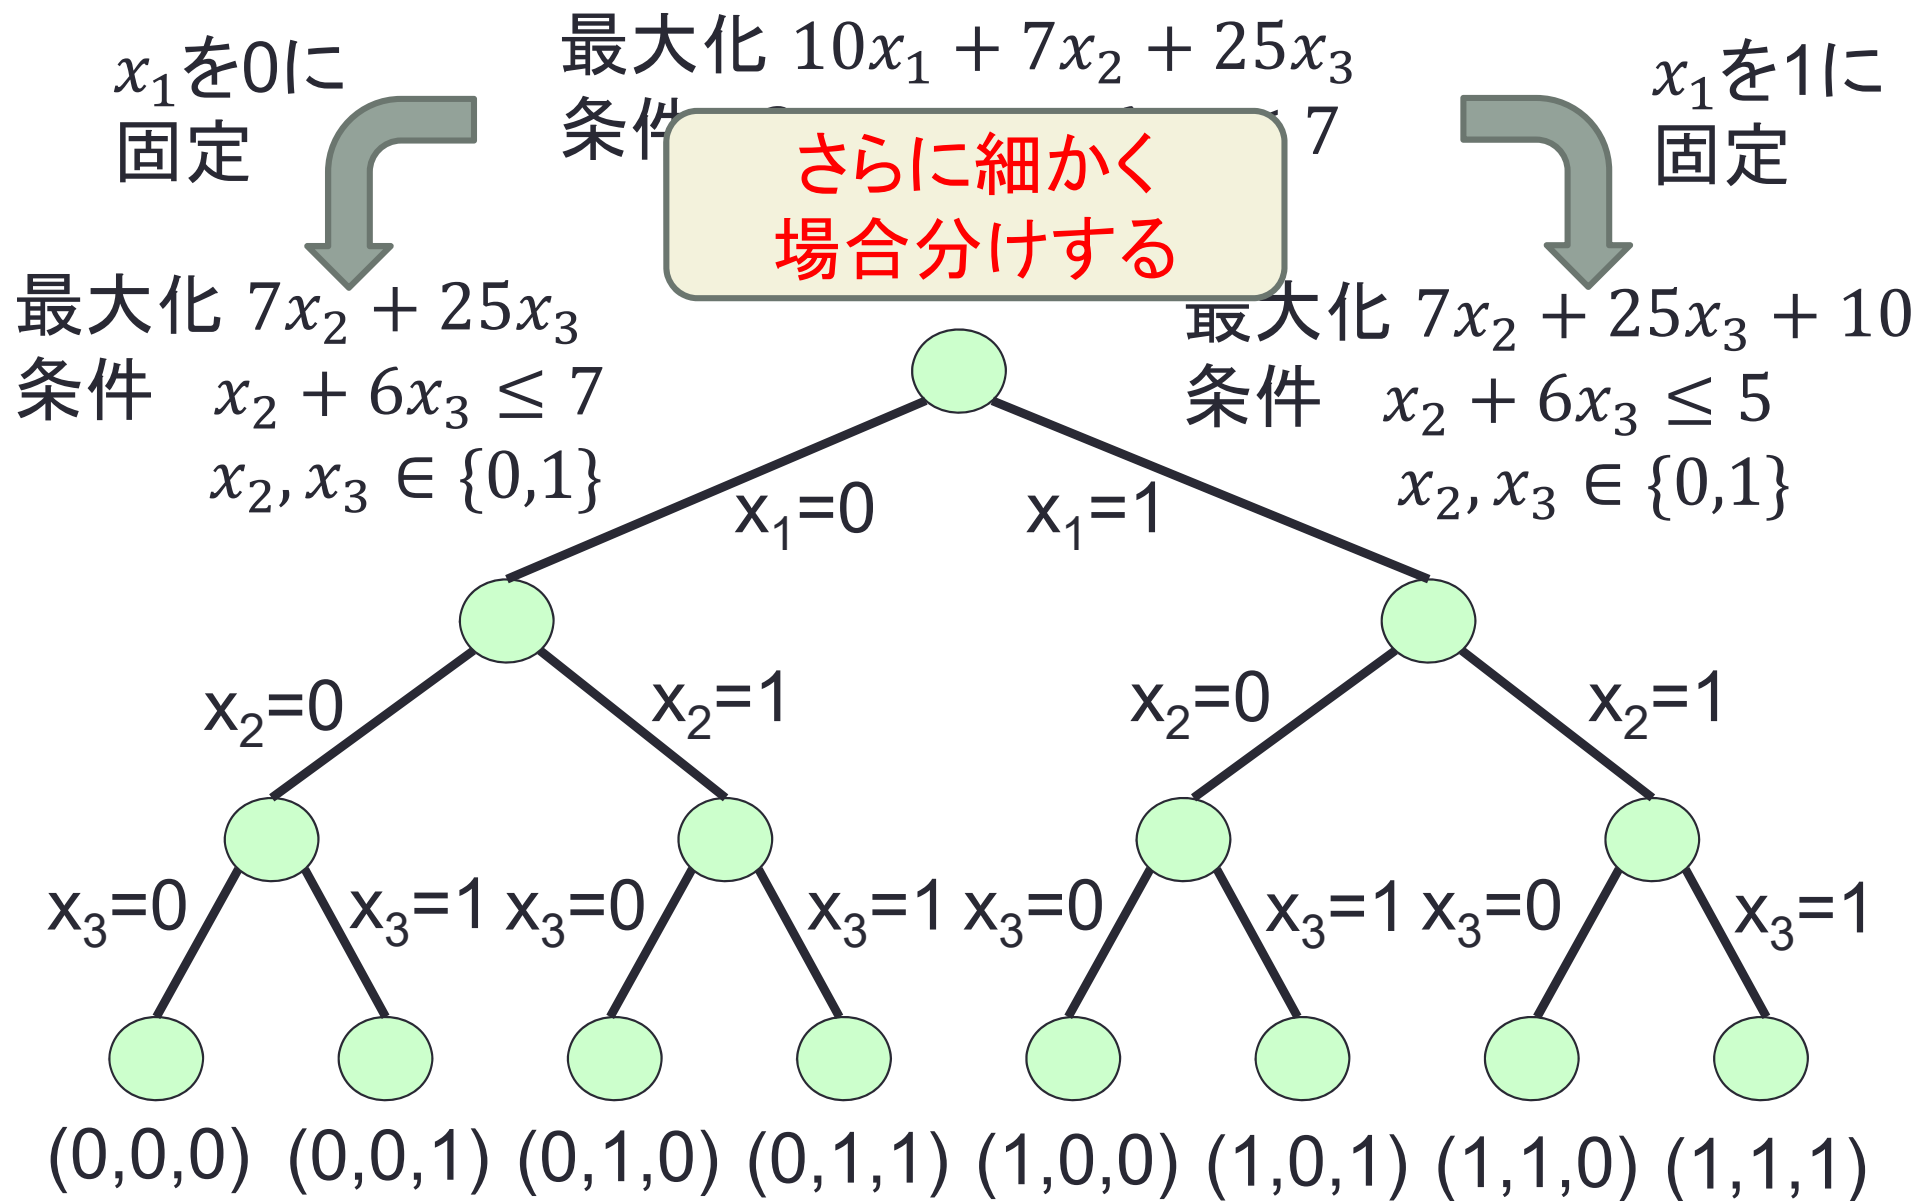 最大化 10x₁ + 7x₂ + 25x₃
条件 7
x₁を0に
固定
x₁を1に
固定
さらに細かく
場合分けする
最大化 7x₂ + 25x₃
条件 x₂ + 6x₃ ≤ 7
x₂, x₃ ∈ {0,1}
最大化 7x₂ + 25x₃ + 10
条件 x₂ + 6x₃ ≤ 5
x₂, x₃ ∈ {0,1}
x₁=0 x₁=1
x₂=0 x₂=1 x₂=0 x₂=1
x₃=0 x₃=1 x₃=0 x₃=1 x₃=0 x₃=1 x₃=0 x₃=1
(0,0,0) (0,0,1) (0,1,0) (0,1,1) (1,0,0) (1,0,1) (1,1,0) (1,1,1)